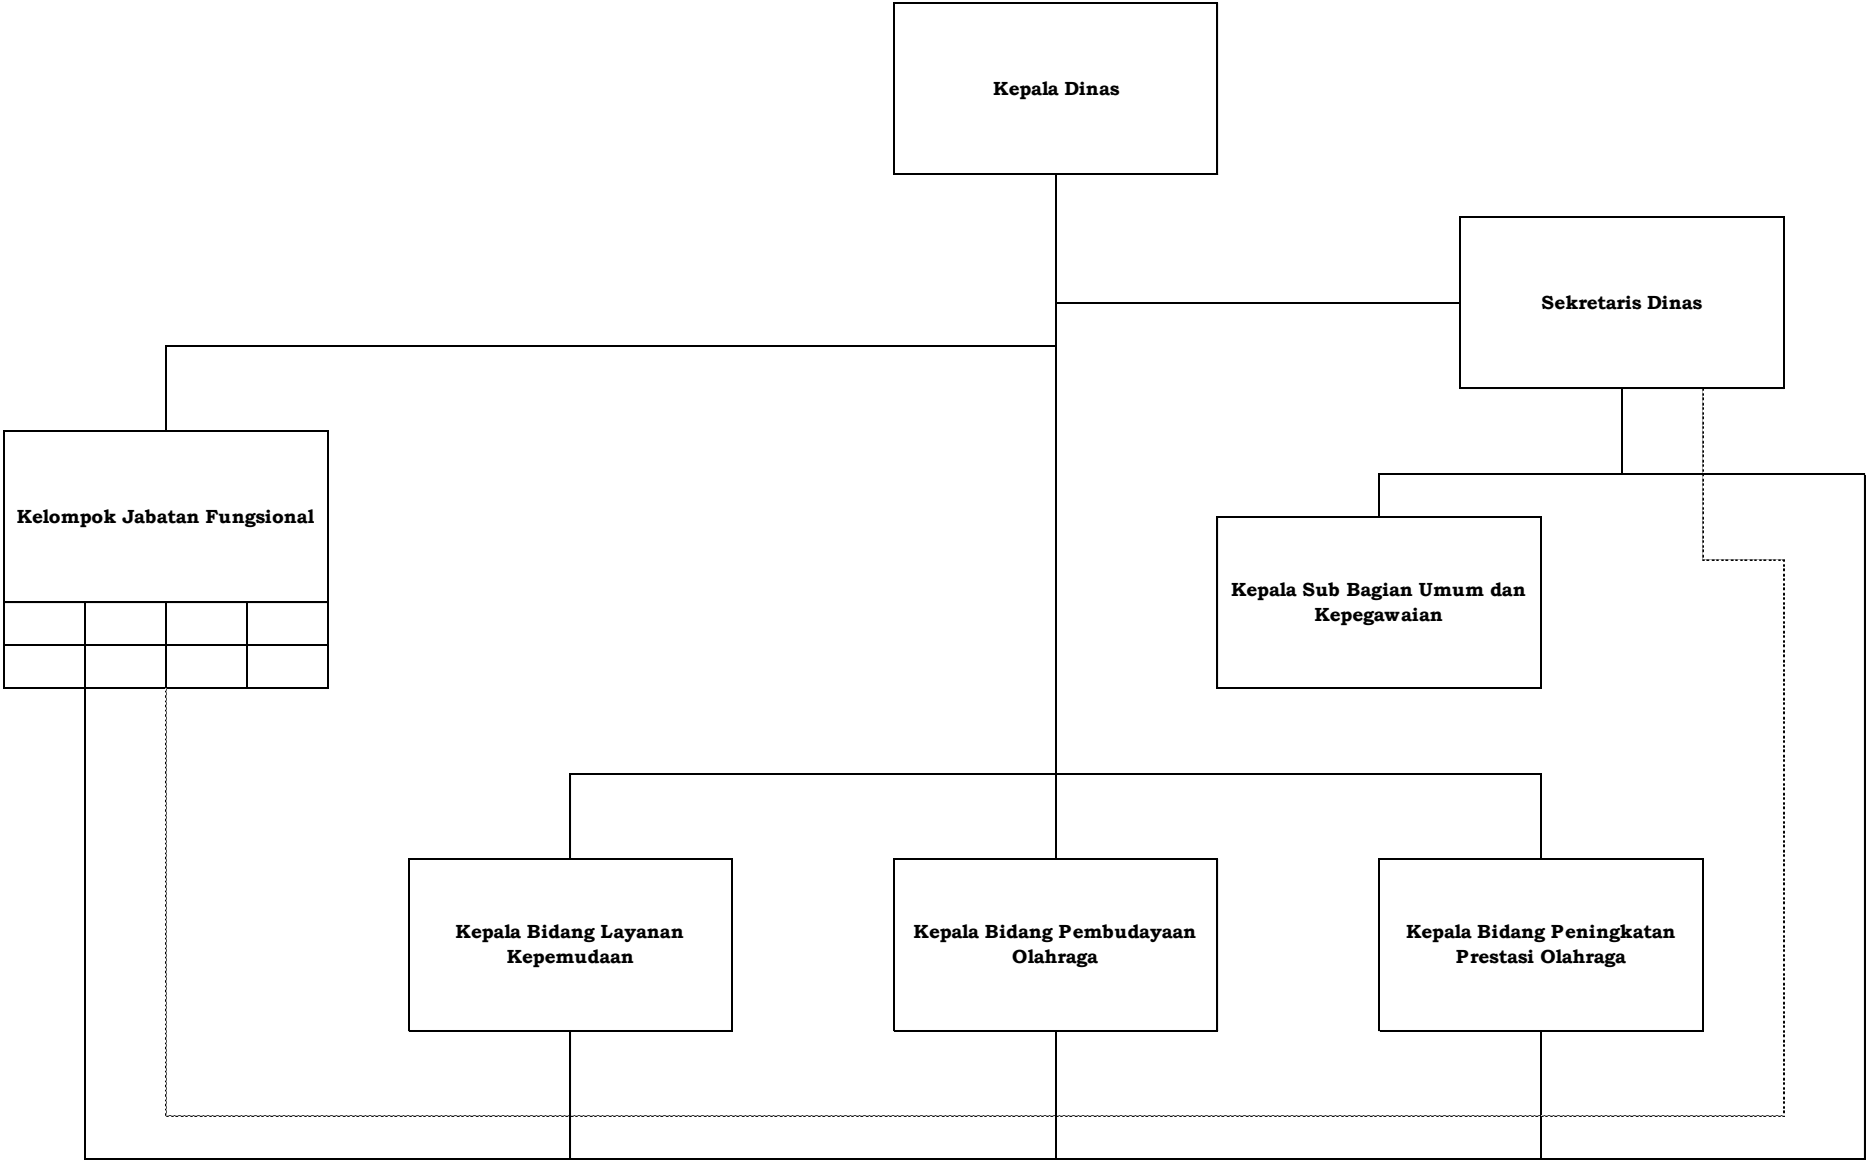 Kepala Dinas
Sekretaris Dinas
Kelompok Jabatan Fungsional
Kepala Sub Bagian Umum dan
Kepegawaian
Kepala Bidang Layanan
Kepemudaan
Kepala Bidang Pembudayaan
Olahraga
Kepala Bidang Peningkatan
Prestasi Olahraga